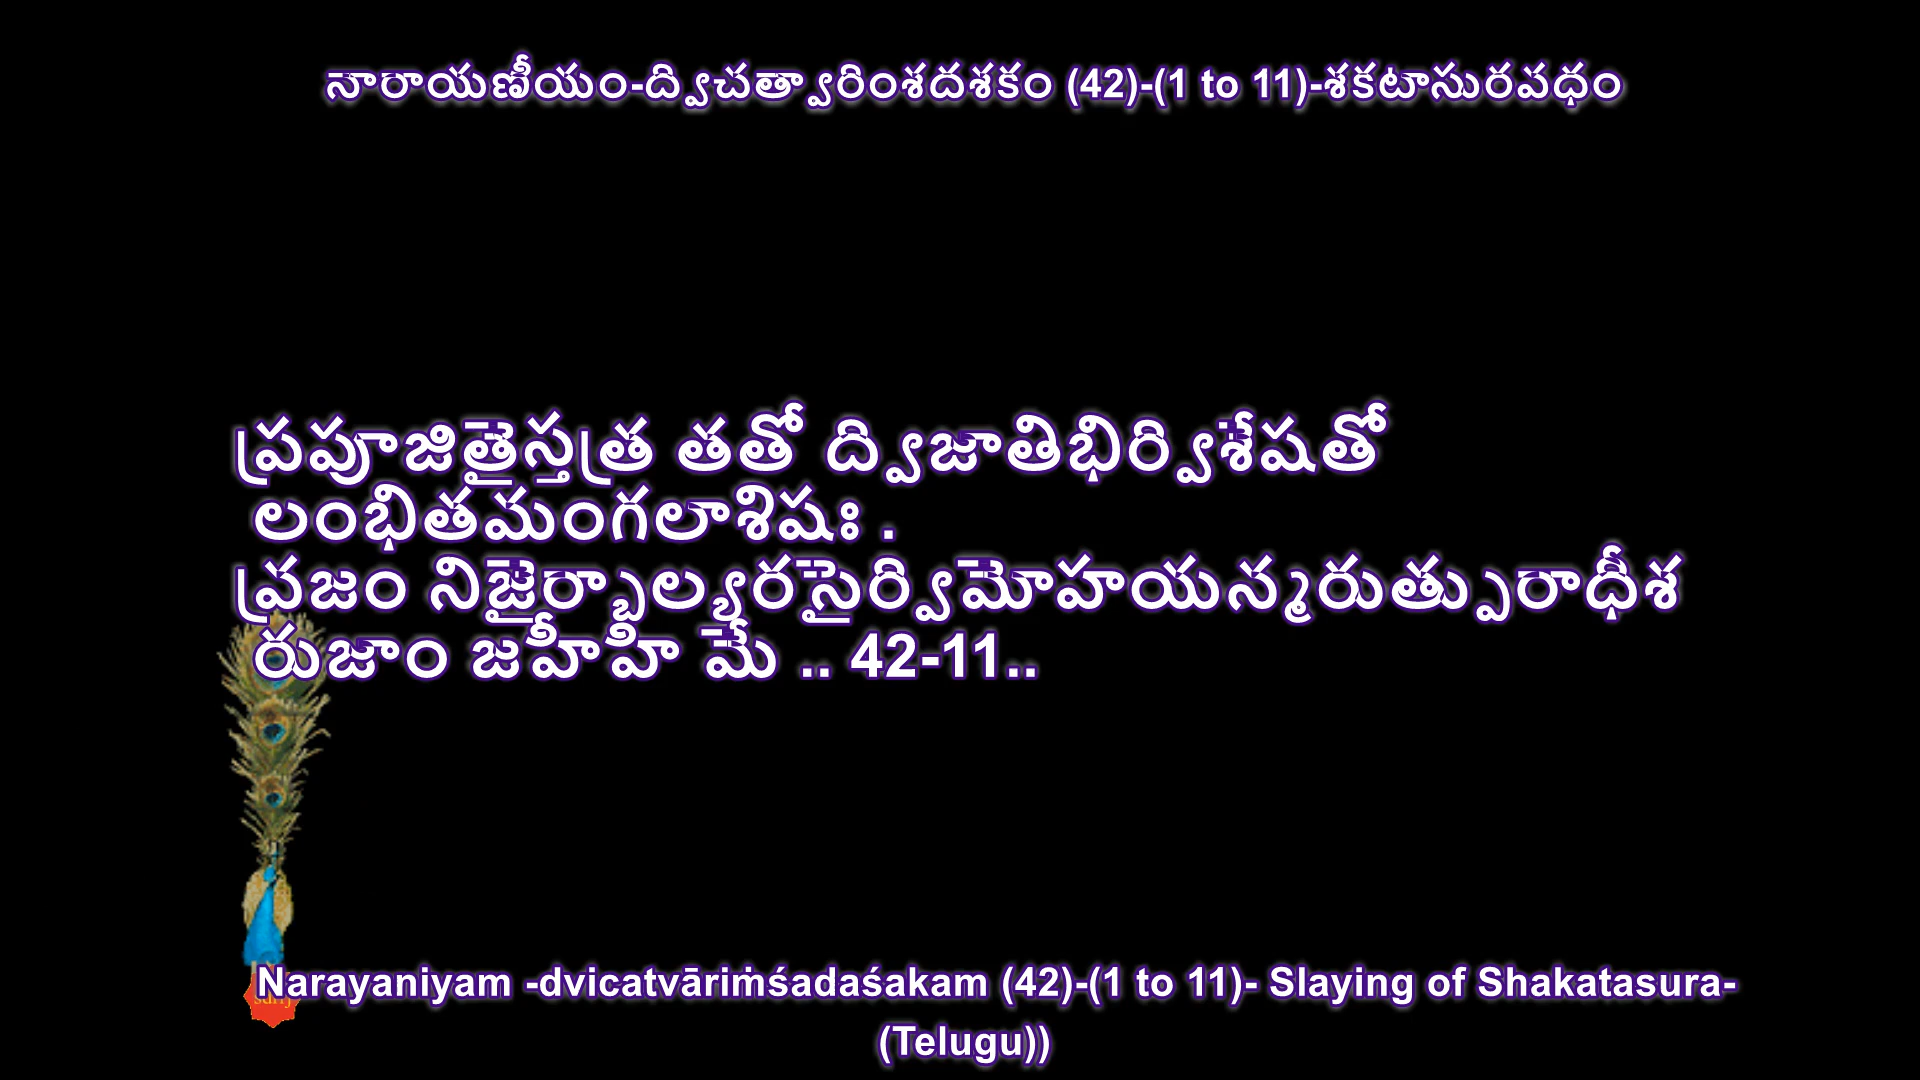 నారాయణీయం-ద్విచత్వారింశదశకం (42)-(1 to 11)-శకటాసురవధం
ప్రపూజితైస్తత్ర తతో ద్విజాతిభిర్విశేషతో
లంభితమంగలాశిషః .
వ్రజం నిజైర్బాల్యరసైర్విమోహయన్మరుత్పురాధీశ
రుజాం జహీహి మే .. 42-11..
Narayaniyam -dvicatvāriṁśadaśakam (42)-(1 to 11)- Slaying of Shakatasura-
(Telugu))